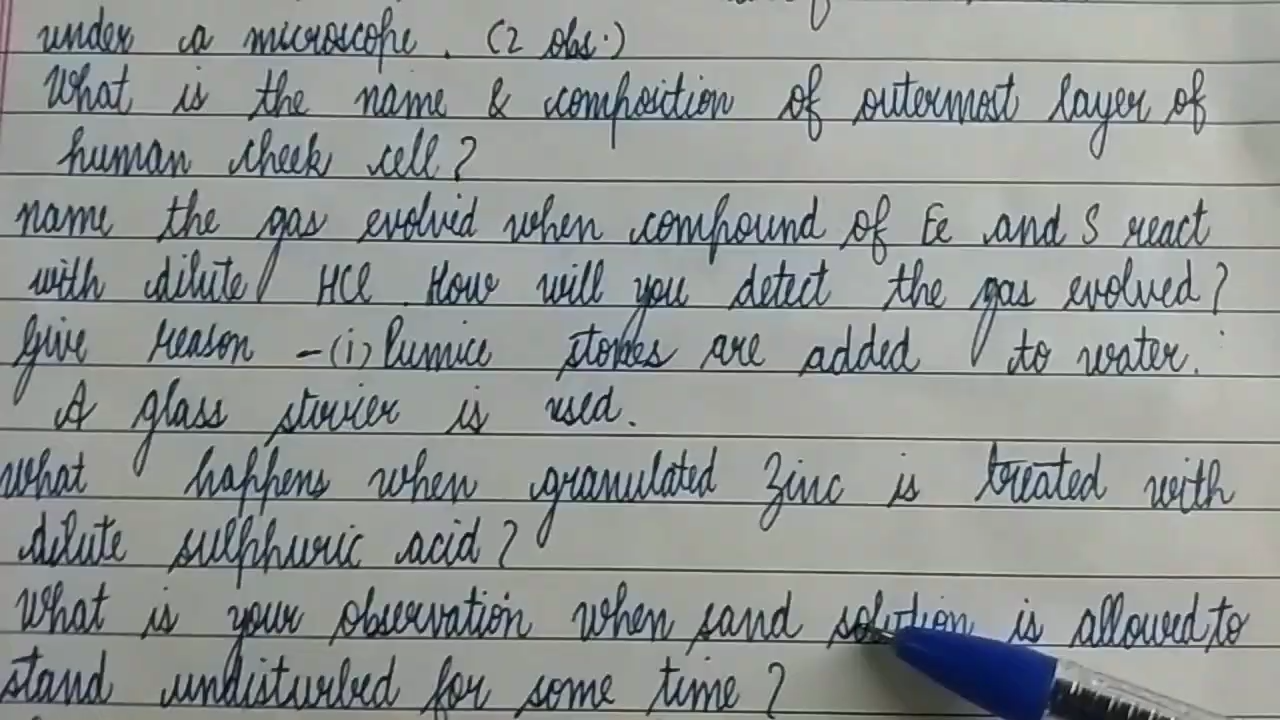 under a microscope. (2 obs.)
What is the name & composition of outermost layer of
human cheek cell?
name the gas evolved when compound of Fe and S react
with dilute HCl. How will you detect the gas evolved?
Give reason - (i) Pumice stones are added to water.
A glass stirrer is used.
what happens when granulated Zinc is treated with
dilute sulphuric acid?
What is your observation when sand solution is allowed to
stand undisturbed for some time?